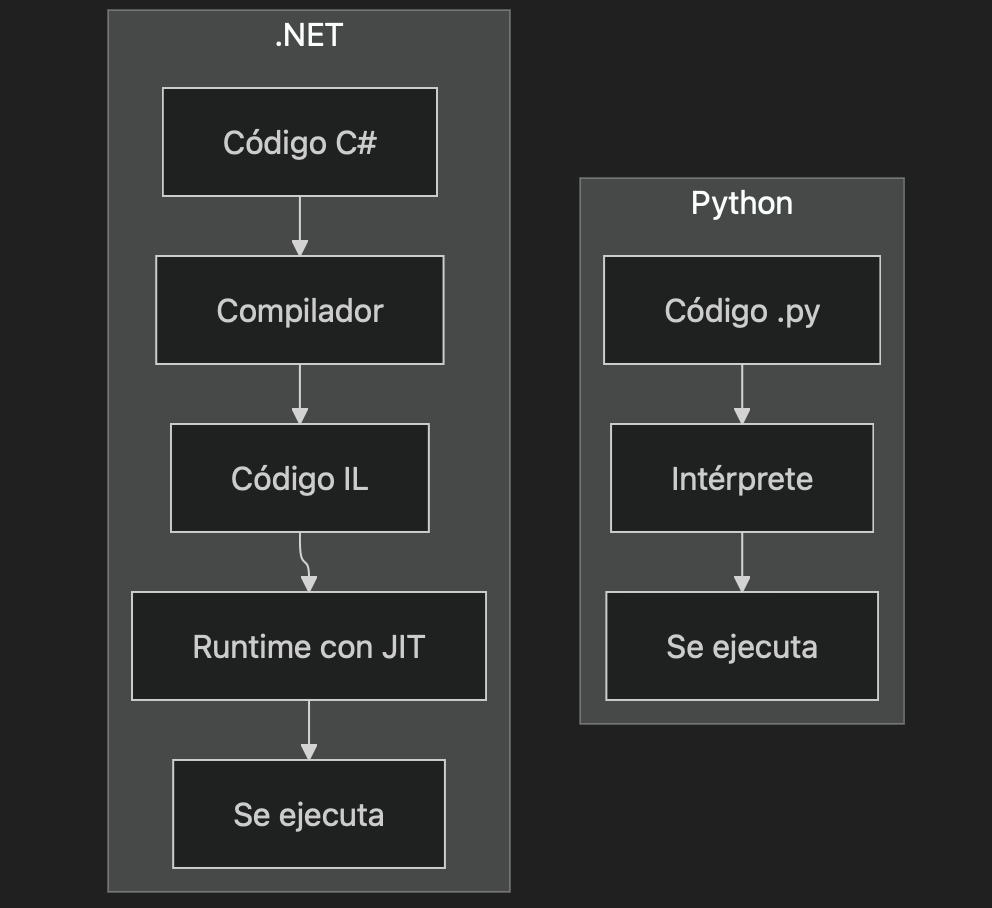 .NET
Código C#
Compilador
Código IL
Runtime con JIT
Se ejecuta
Python
Código .py
Intérprete
Se ejecuta